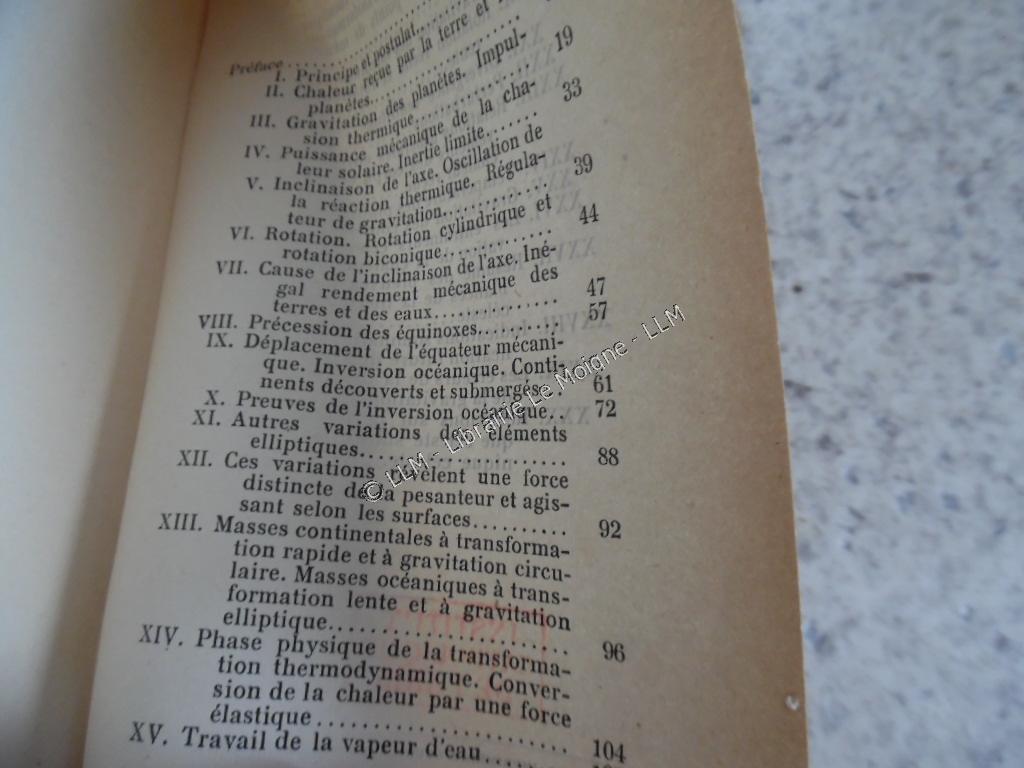 Préface
I. Principe et postulat
II. Chaleur reçue par la terre et
planètes
III. Gravitation des planètes. Impul-
sion thermique 19
IV. Puissance mécanique de la cha-
leur solaire. Inertie limite 33
V. Inclinaison de l'axe. Oscillation de
la réaction thermique. Régula-
teur de gravitation 39
VI. Rotation. Rotation cylindrique et
rotation biconique 44
VII. Cause de l'inclinaison de l'axe. Iné-
gal rendement mécanique des
terres et des eaux 47
VIII. Précession des équinoxes 57
IX. Déplacement de l'équateur mécani-
que. Inversion océanique. Conti-
nents découverts et submergés 61
X. Preuves de l'inversion océanique 72
XI. Autres variations des éléments
elliptiques 88
XII. Ces variations révèlent une force
distincte de la pesanteur et agis-
sant selon les surfaces 92
XIII. Masses continentales à transforma-
tion rapide et à gravitation circu-
laire. Masses océaniques à trans-
formation lente et à gravitation
elliptique 96
XIV. Phase physique de la transforma-
tion thermodynamique. Conver-
sion de la chaleur par une force
élastique 104
XV. Travail de la vapeur d'eau
© LLM - Librairie Le Moigne - LLM